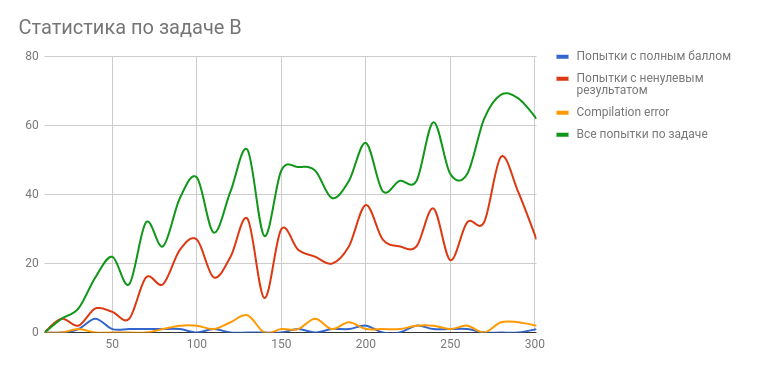 Статистика по задаче B
80
60
40
20
0
50
100
150
200
250
300
Попытки с полным баллом
Попытки с ненулевым
результатом
Compilation error
Все попытки по задаче